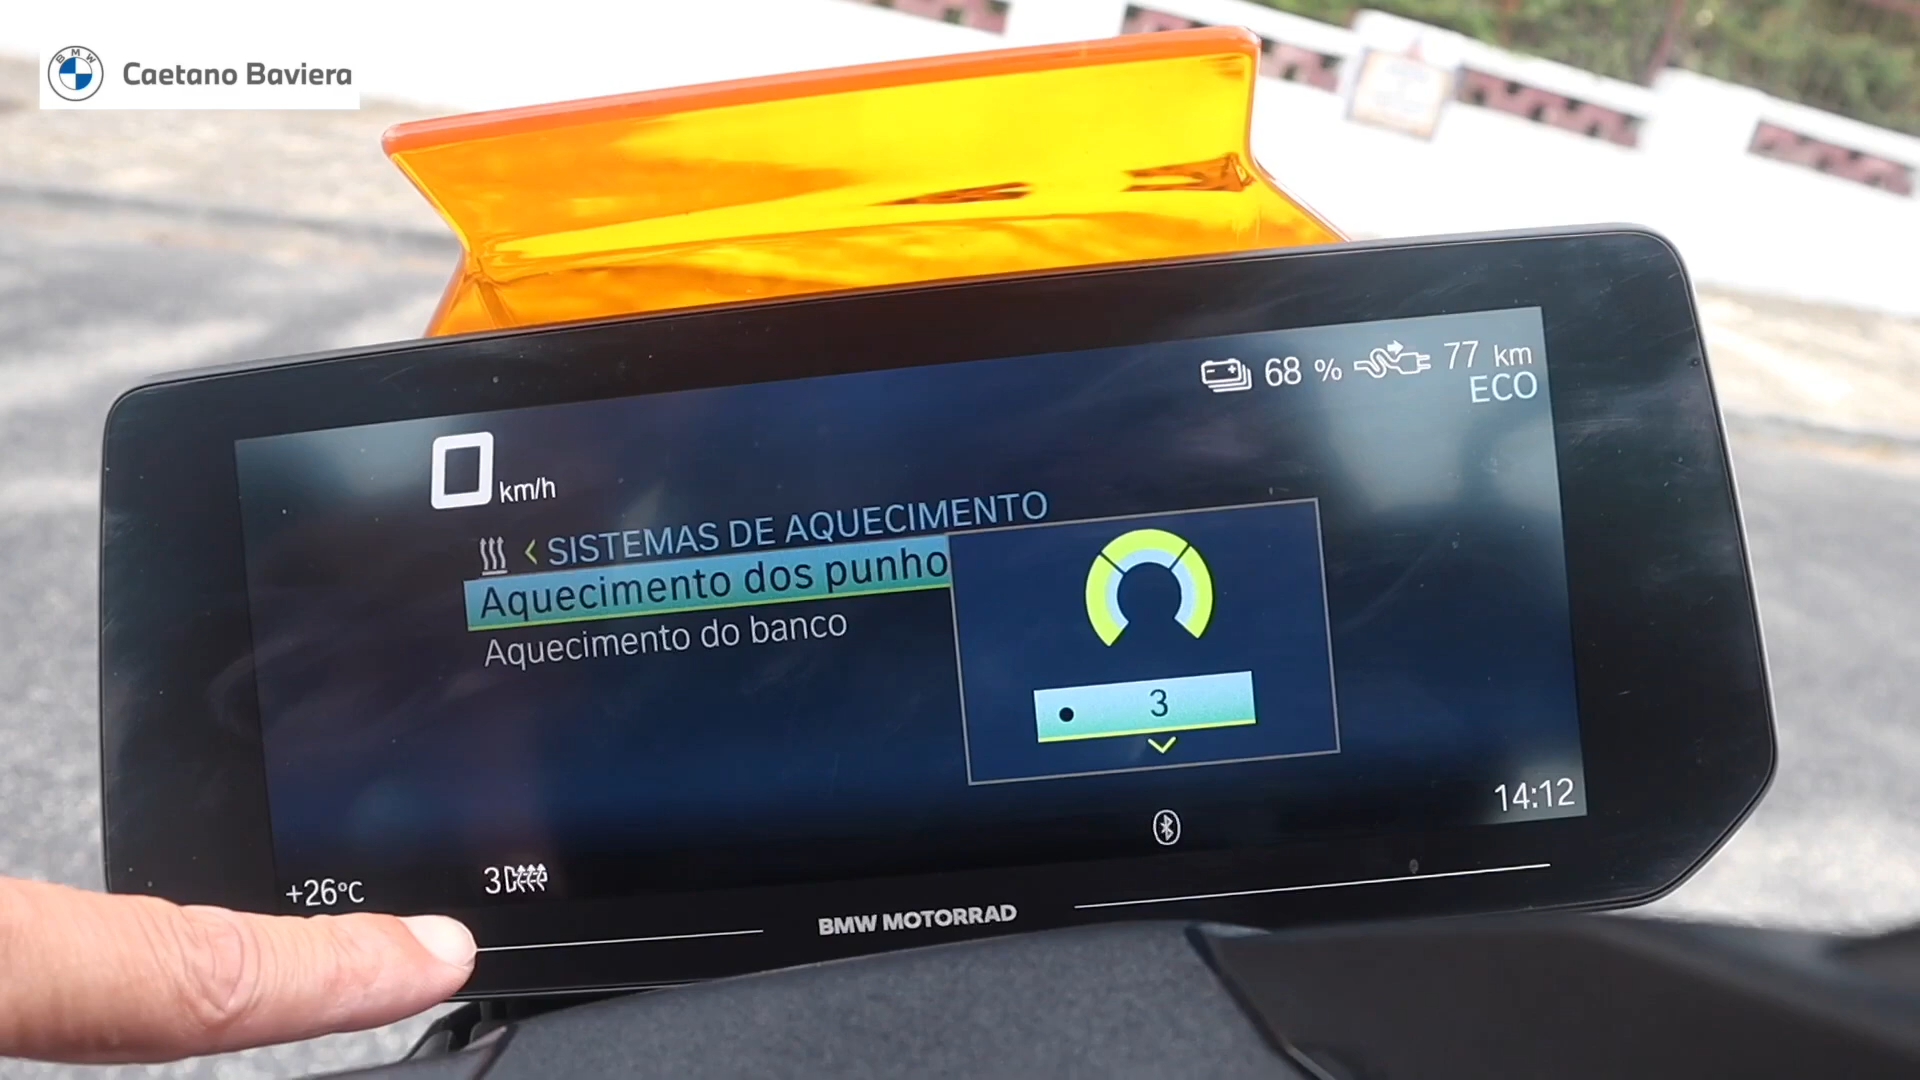 BMW
Caetano Baviera
68 % 77 km
ECO
0 km/h
< SISTEMAS DE AQUECIMENTO
Aquecimento dos punho
Aquecimento do banco
3
14:12
+26°C
3
BMW MOTORRAD